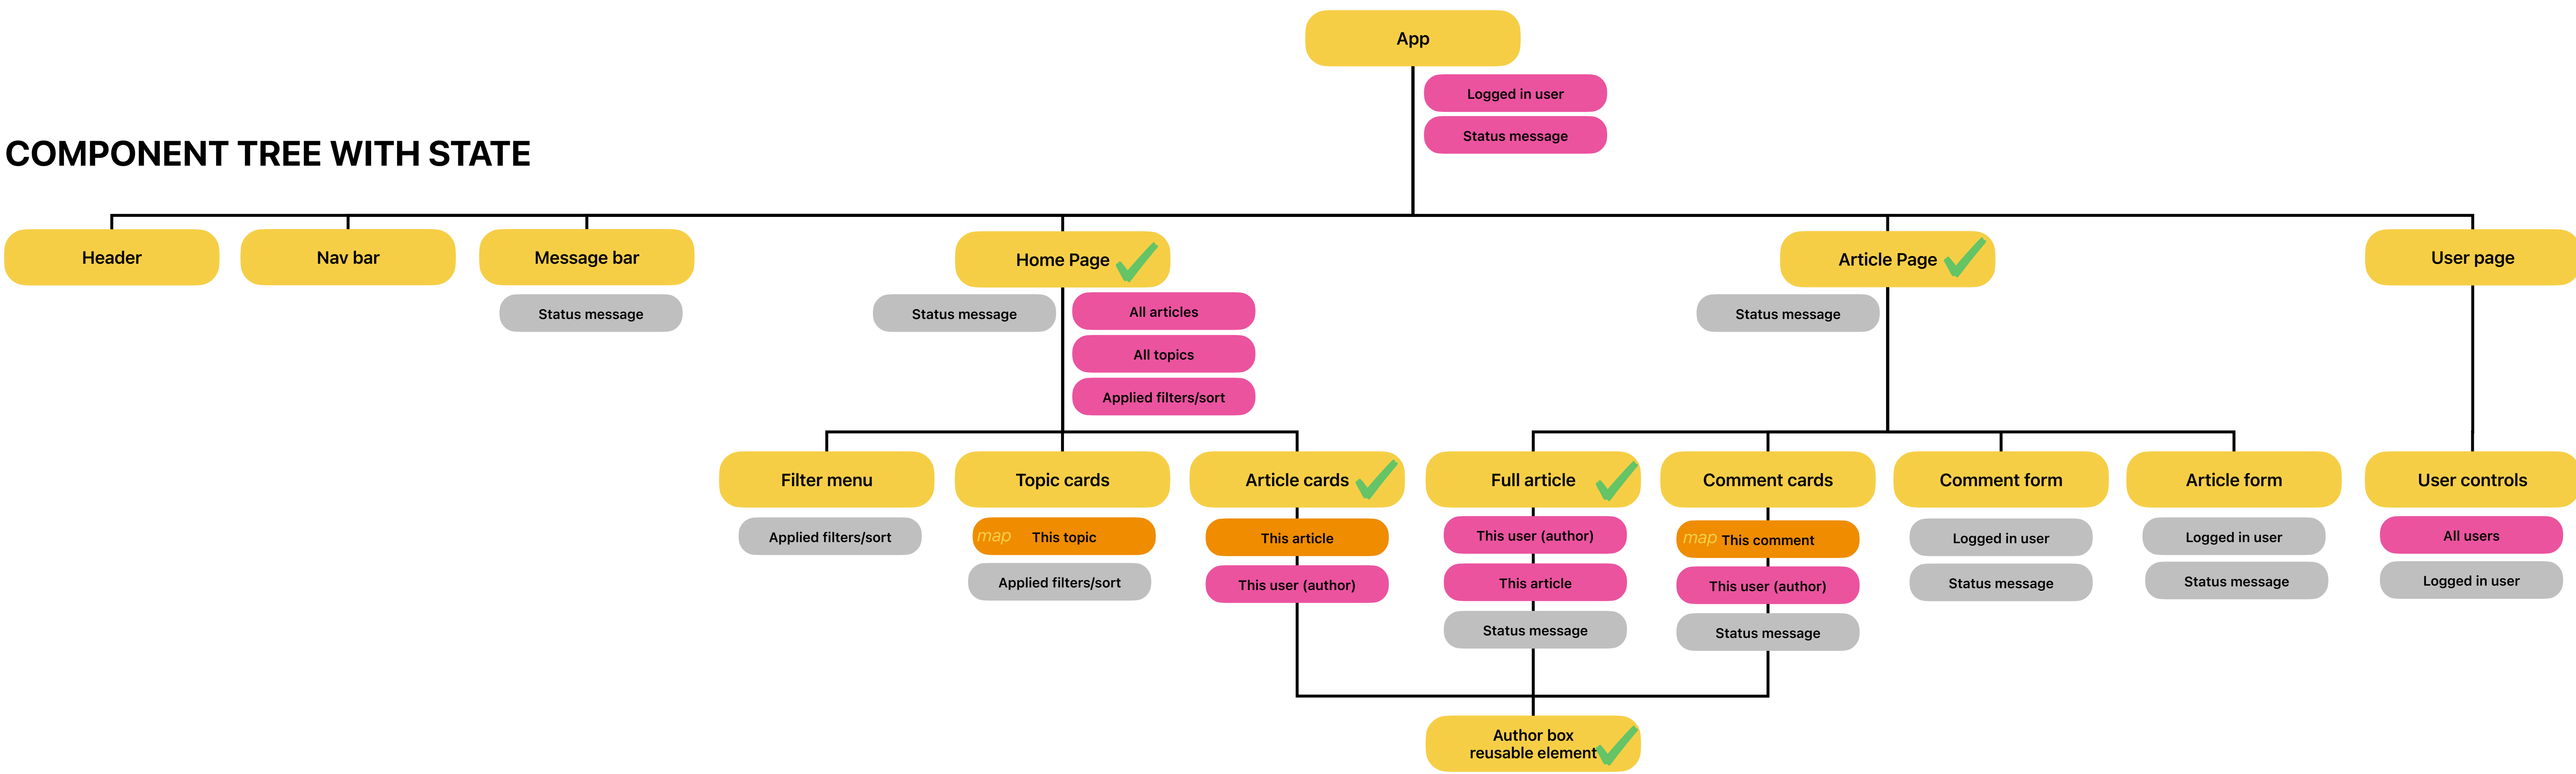 App
Logged in user
Status message
COMPONENT TREE WITH STATE
Header
Nav bar
Message bar
Status message
Home Page
Status message
All articles
All topics
Applied filters/sort
Article Page
Status message
User page
Filter menu
Applied filters/sort
Topic cards
map This topic
Applied filters/sort
Article cards
This article
This user (author)
Full article
This user (author)
This article
Status message
Comment cards
map This comment
This user (author)
Status message
Comment form
Logged in user
Status message
Article form
Logged in user
Status message
User controls
All users
Logged in user
Author box
reusable element